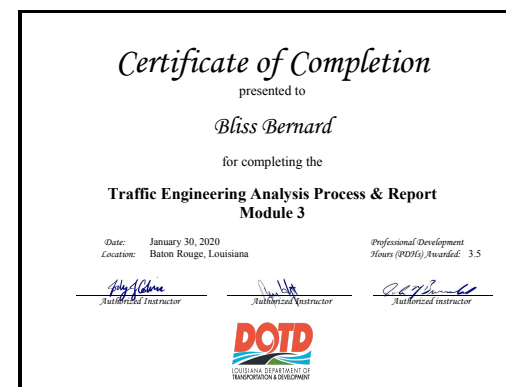 Certificate of Completion
presented to
Bliss Bernard
for completing the
Traffic Engineering Analysis Process & Report
Module 3
Date: January 30, 2020
Location: Baton Rouge, Louisiana
Professional Development
Hours (PDHs) Awarded: 3.5
Authorized Instructor
Authorized Instructor
Authorized instructor
DOTD
LOUISIANA DEPARTMENT OF
TRANSPORTATION & DEVELOPMENT